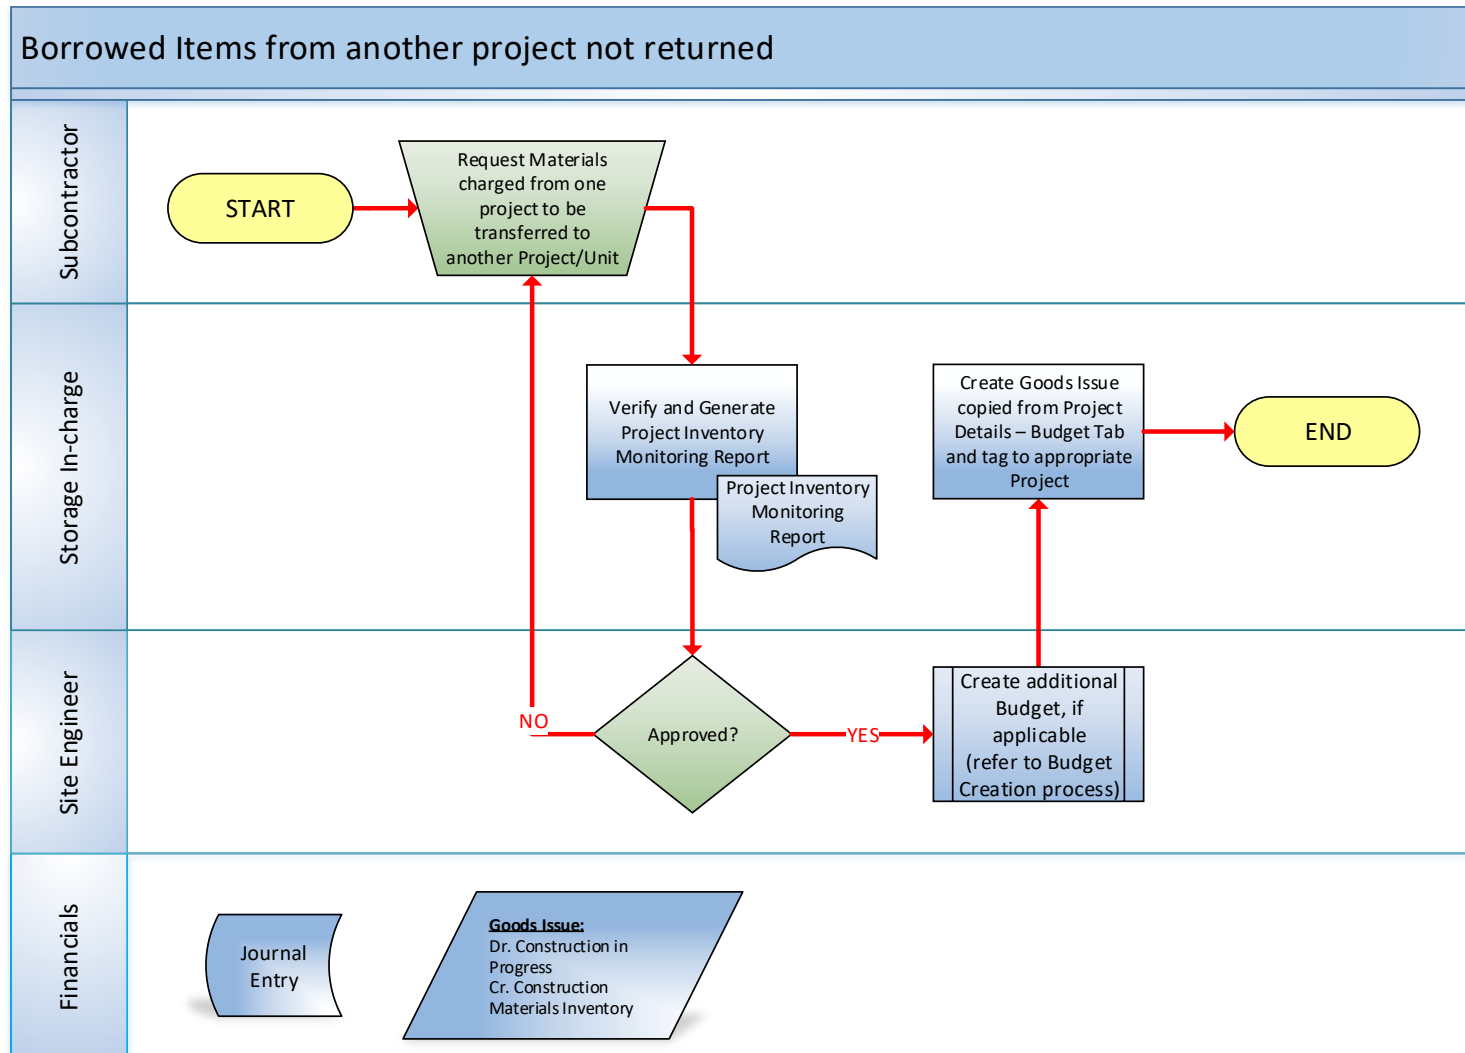 Borrowed Items from another project not returned
Subcontractor
START
Request Materials
charged from one
project to be
transferred to
another Project/Unit
Storage In-charge
Verify and Generate
Project Inventory
Monitoring Report
Project Inventory
Monitoring
Report
Create Goods Issue
copied from Project
Details – Budget Tab
and tag to appropriate
Project
END
Site Engineer
NO
Approved?
YES
Create additional
Budget, if
applicable
(refer to Budget
Creation process)
Financials
Journal
Entry
Goods Issue:
Dr. Construction in
Progress
Cr. Construction
Materials Inventory